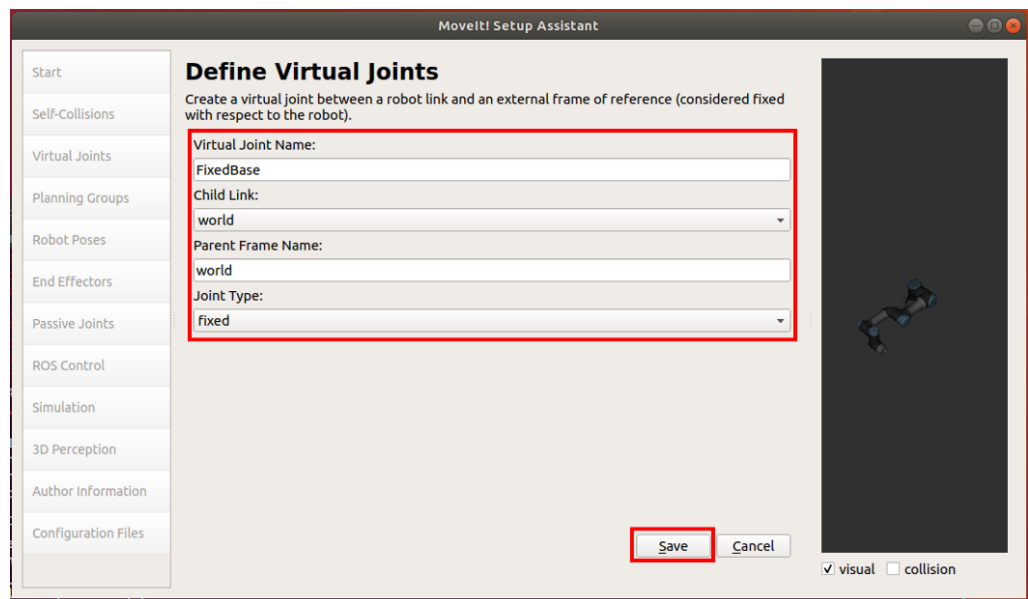 MoveIt! Setup Assistant
Start
Self-Collisions
Virtual Joints
Planning Groups
Robot Poses
End Effectors
Passive Joints
ROS Control
Simulation
3D Perception
Author Information
Configuration Files
Define Virtual Joints
Create a virtual joint between a robot link and an external frame of reference (considered fixed
with respect to the robot).
Virtual Joint Name:
FixedBase
Child Link:
world
Parent Frame Name:
world
Joint Type:
fixed
Save
Cancel
visual
collision